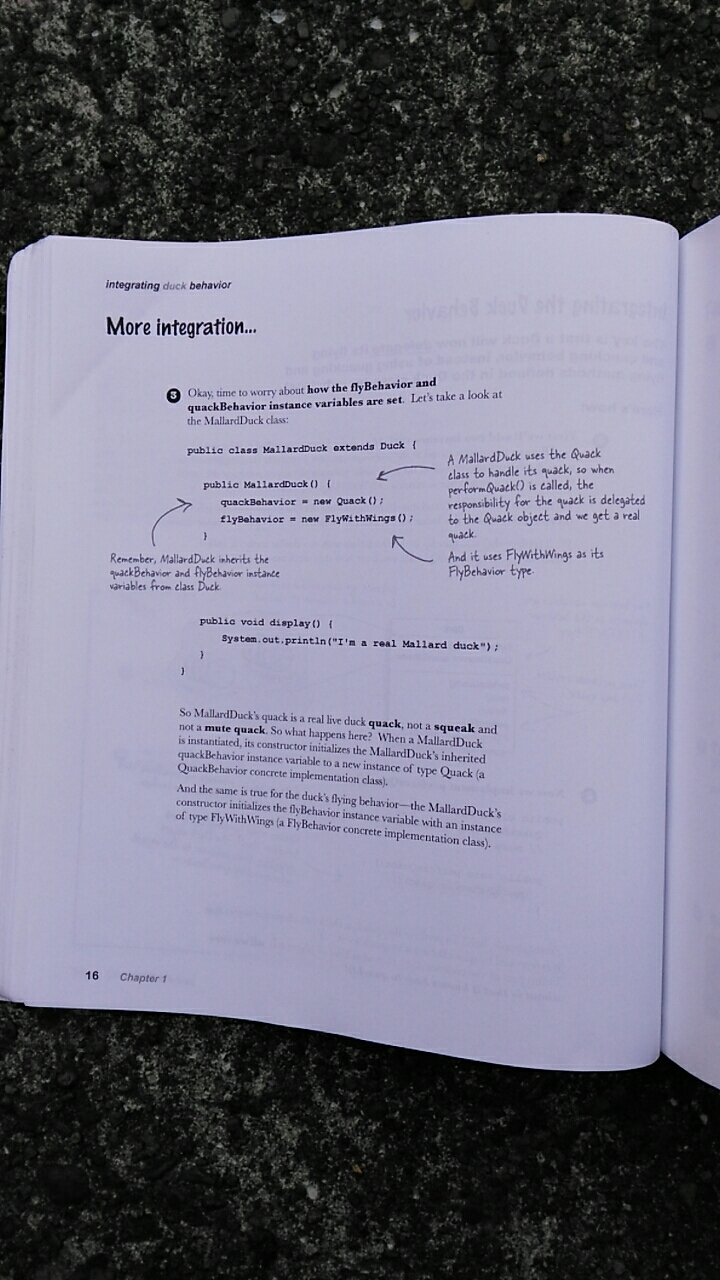 integrating duck behavior
More integration...
3 Okay, time to worry about how the flyBehavior and
quackBehavior instance variables are set. Let's take a look at
the MallardDuck class:
public class MallardDuck extends Duck {
public MallardDuck() {
quackBehavior = new Quack();
flyBehavior = new FlyWithWings();
}
A MallardDuck uses the Quack
class to handle its quack, so when
performQuack() is called, the
responsibility for the quack is delegated
to the Quack object and we get a real
quack.
And it uses FlyWithWings as its
FlyBehavior type.
Remember, MallardDuck inherits the
quackBehavior and flyBehavior instance
variables from class Duck.
public void display() {
System.out.println("I'm a real Mallard duck");
}
}
So MallardDuck's quack is a real live duck quack, not a squeak and
not a mute quack. So what happens here? When a MallardDuck
is instantiated, its constructor initializes the MallardDuck's inherited
quackBehavior instance variable to a new instance of type Quack (a
QuackBehavior concrete implementation class).
And the same is true for the duck's flying behavior—the MallardDuck's
constructor initializes the flyBehavior instance variable with an instance
of type FlyWithWings (a FlyBehavior concrete implementation class).
16 Chapter 1